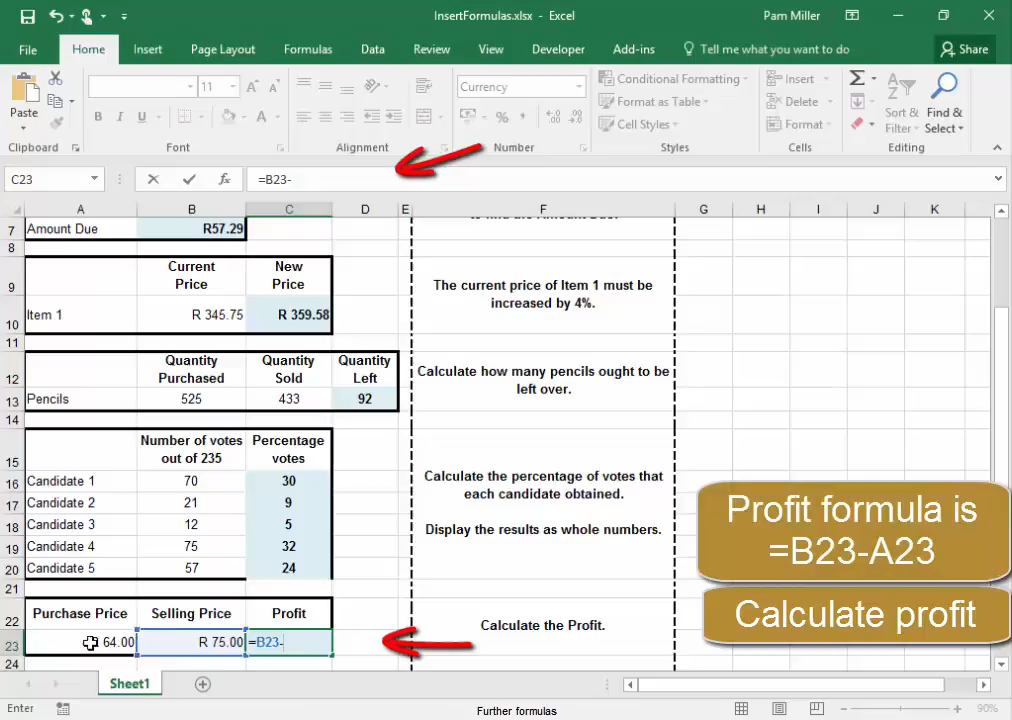 InsertFormulas.xlsx - Excel
Pam Miller
File Home Insert Page Layout Formulas Data Review View Developer Add-ins Tell me what you want to do Share
Paste
11
B I U
A
Currency
%
Conditional Formatting
Format as Table
Cell Styles
Insert
Delete
Format
Sort & Filter
Find & Select
Clipboard Font Alignment Number Styles Cells Editing
C23 fx =B23-
A B C D E F G H I J K
7 Amount Due R57.29
8
9 Current Price New Price
The current price of Item 1 must be
increased by 4%.
10 Item 1 R 345.75 R 359.58
11
12 Quantity Purchased Quantity Sold Quantity Left
Calculate how many pencils ought to be
left over.
13 Pencils 525 433 92
14
15 Number of votes out of 235 Percentage votes
16 Candidate 1 70 30
17 Candidate 2 21 9
18 Candidate 3 12 5
19 Candidate 4 75 32
20 Candidate 5 57 24
Calculate the percentage of votes that
each candidate obtained.
Display the results as whole numbers.
21
22 Purchase Price Selling Price Profit
Calculate the Profit.
23 64.00 R 75.00 =B23-
24
Profit formula is
=B23-A23
Calculate profit
Sheet1
Enter
Further formulas
90%